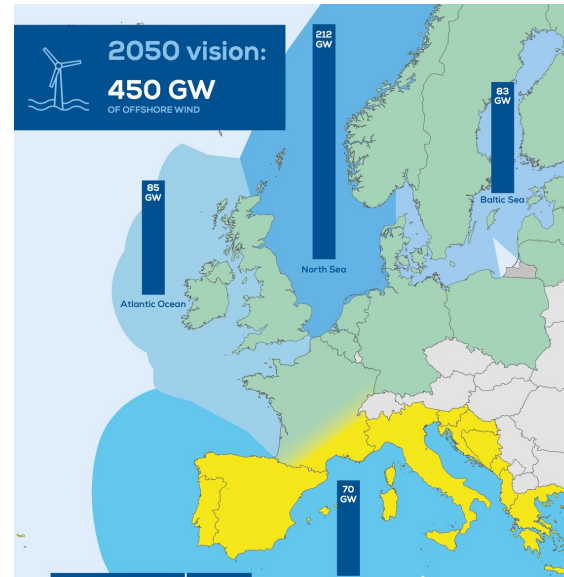 2050 vision:
450 GW
OF OFFSHORE WIND
212
GW
83
GW
Baltic Sea
85
GW
Atlantic Ocean
North Sea
70
GW